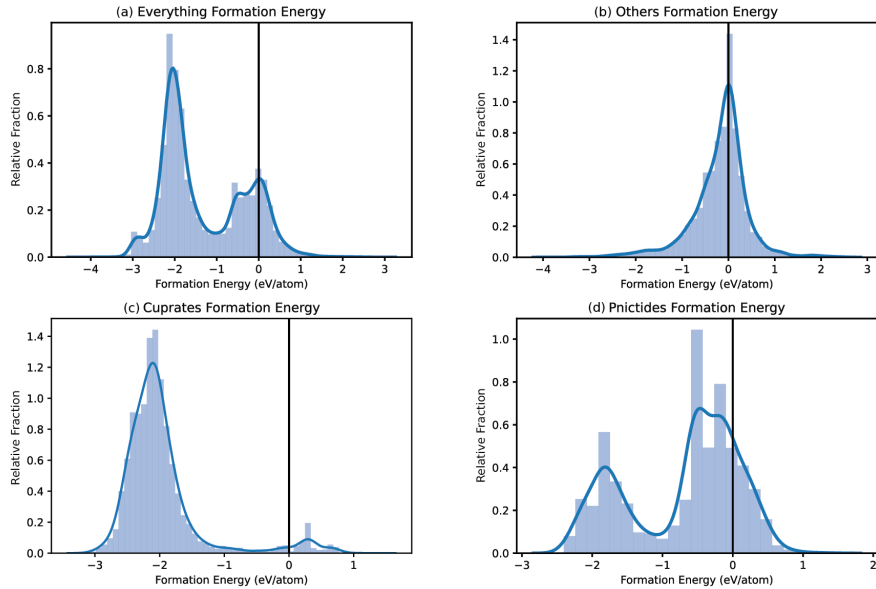 (a) Everything Formation Energy
Relative Fraction
0.8
0.6
0.4
0.2
0.0
−4 −3 −2 −1 0 1 2 3
Formation Energy (eV/atom)
(b) Others Formation Energy
Relative Fraction
1.4
1.2
1.0
0.8
0.6
0.4
0.2
0.0
−4 −3 −2 −1 0 1 2 3
Formation Energy (eV/atom)
(c) Cuprates Formation Energy
Relative Fraction
1.4
1.2
1.0
0.8
0.6
0.4
0.2
0.0
−3 −2 −1 0 1
Formation Energy (eV/atom)
(d) Pnictides Formation Energy
Relative Fraction
1.0
0.8
0.6
0.4
0.2
0.0
−3 −2 −1 0 1 2
Formation Energy (eV/atom)